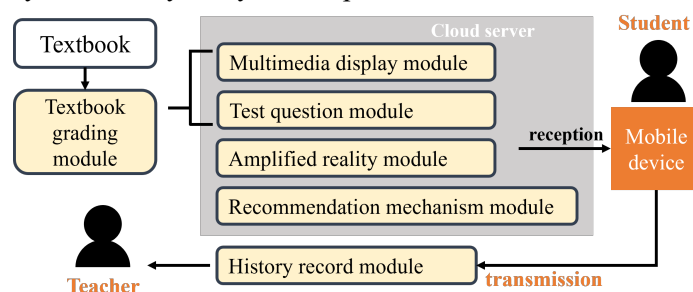 Textbook
Textbook
grading
module
Cloud server
Multimedia display module
Test question module
Amplified reality module
Recommendation mechanism module
reception
Student
Mobile
device
Teacher
History record module
transmission